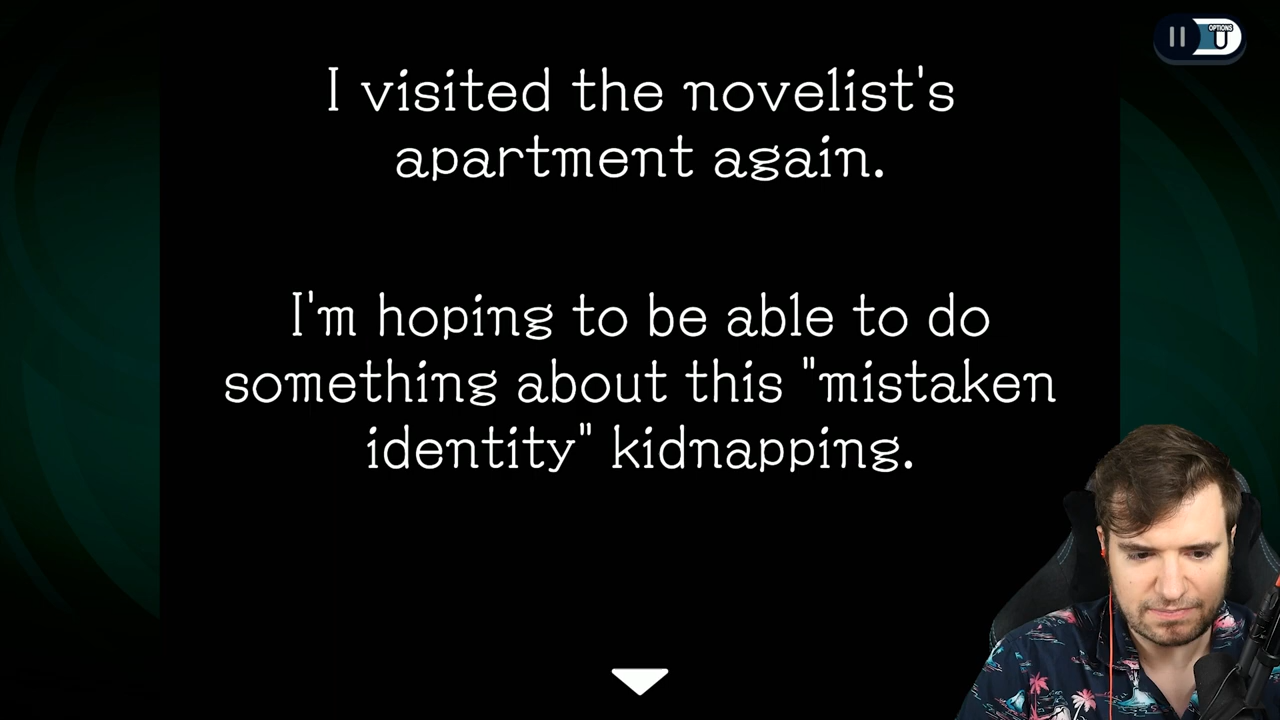 OPTIONS
I visited the novelist's
apartment again.
I'm hoping to be able to do
something about this "mistaken
identity" kidnapping.